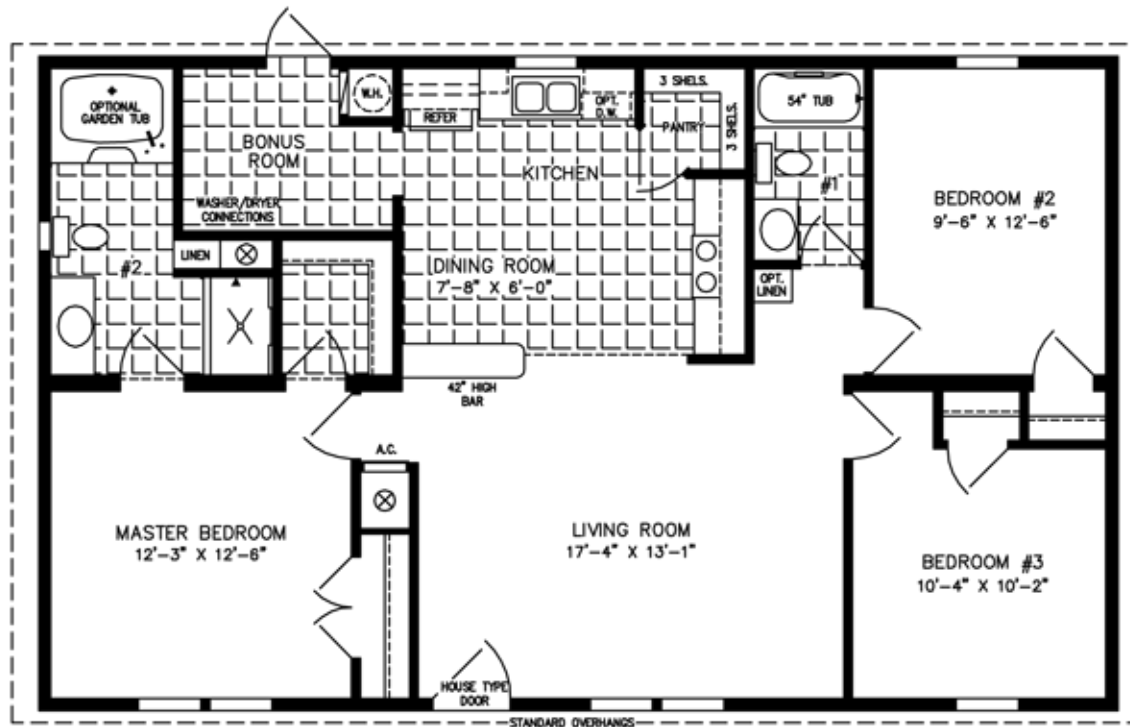 OPTIONAL
GARDEN TUB
BONUS
ROOM
W.H.
WASHER/DRYER
CONNECTIONS
REFER
OPT.
D.W.
KITCHEN
3 SHELS.
PANTRY
3 SHELS.
54" TUB
#1
BEDROOM #2
9'-6" X 12'-6"
#2
LINEN
DINING ROOM
7'-8" X 6'-0"
OPT.
LINEN
42" HIGH
BAR
A.C.
MASTER BEDROOM
12'-3" X 12'-6"
LIVING ROOM
17'-4" X 13'-1"
BEDROOM #3
10'-4" X 10'-2"
HOUSE TYPE
DOOR
STANDARD OVERHANGS